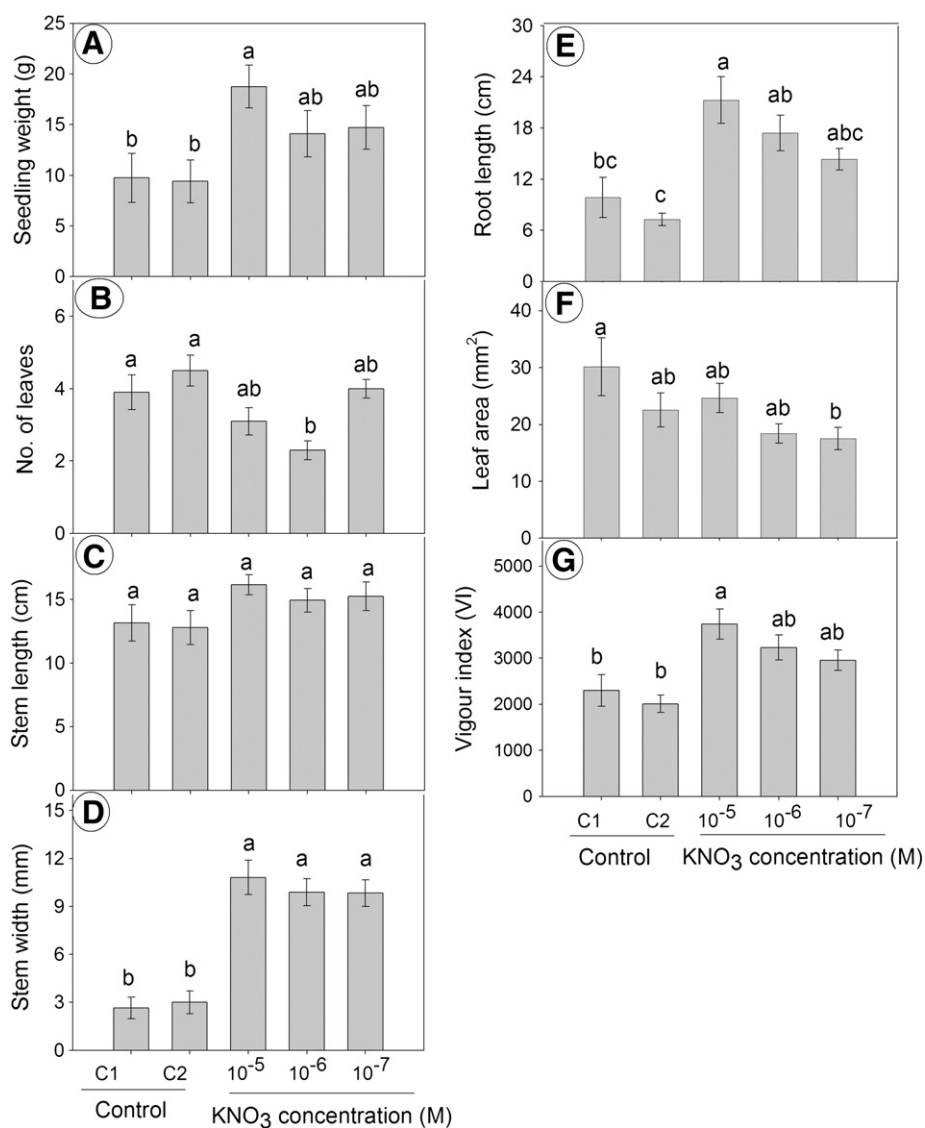 A
Seedling weight (g)
25
20
15
10
5
0
b
b
a
ab
ab
B
No. of leaves
6
4
2
0
a
a
ab
b
ab
C
Stem length (cm)
20
15
10
5
0
a
a
a
a
a
D
Stem width (mm)
15
12
9
6
3
0
b
b
a
a
a
C1 C2 10⁻⁵ 10⁻⁶ 10⁻⁷
Control KNO₃ concentration (M)
E
Root length (cm)
30
24
18
12
6
0
bc
c
a
ab
abc
F
Leaf area (mm²)
40
30
20
10
0
a
ab
ab
ab
b
G
Vigour index (VI)
5000
4000
3000
2000
1000
0
b
b
a
ab
ab
C1 C2 10⁻⁵ 10⁻⁶ 10⁻⁷
Control KNO₃ concentration (M)